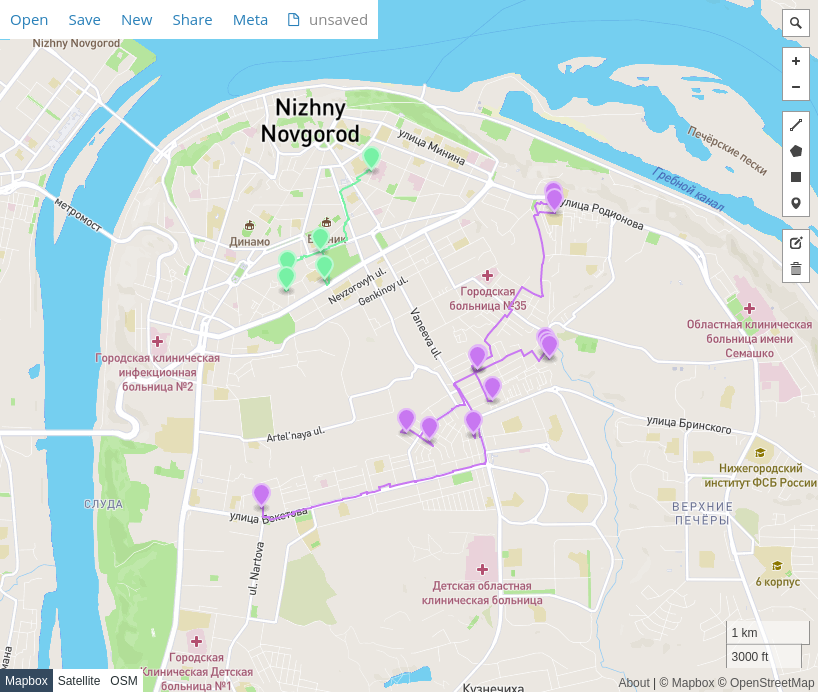 Open Save New Share Meta unsaved
Nizhny Novgorod
Nizhny
Novgorod
улица Минина
Печёрские пески
Гребной канал
метромост
улица Родионова
Динамо
Nevzorovyh ul.
Genkinoy ul.
Городская
больница №35
Vaneeva ul.
Областная клиническая
больница имени
Семашко
Городская клиническая
инфекционная
больница №2
Artel'naya ul.
улица Бринского
Нижегородский
институт ФСБ России
СЛУДА
ВЕРХНИЕ
ПЕЧЁРЫ
улица Бекетова
ul. Nartova
Детская областная
клиническая больница
6 корпус
1 km
3000 ft
Городская
Клиническая Детская
больница №1
Кузнечиха
Mapbox Satellite OSM
About | © Mapbox © OpenStreetMap